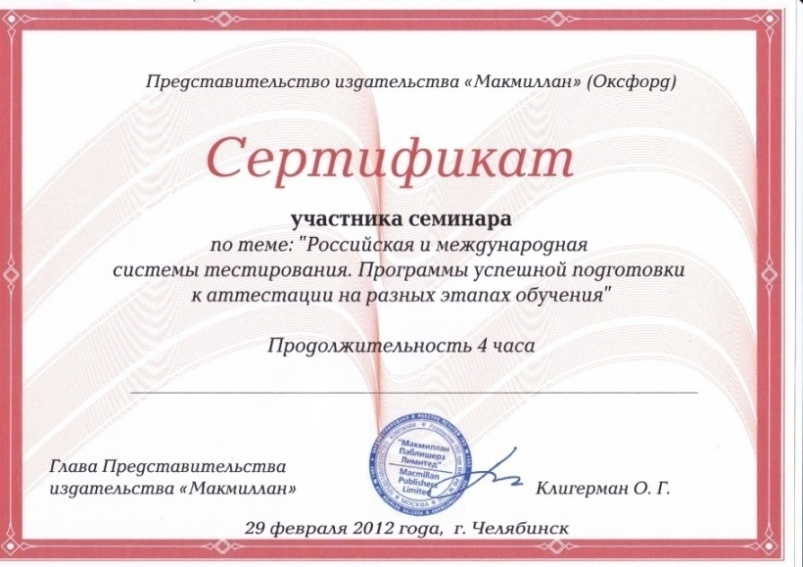 Представительство издательства «Макмиллан» (Оксфорд)
Сертификат
участника семинара
по теме: "Российская и международная
системы тестирования. Программы успешной подготовки
к аттестации на разных этапах обучения"
Продолжительность 4 часа
"Макмиллан
Паблишерз
Лимитед"
Macmillan
Publishers
Limited
МОСКВА
Глава Представительства
издательства «Макмиллан»
Клигерман О. Г.
29 февраля 2012 года, г. Челябинск